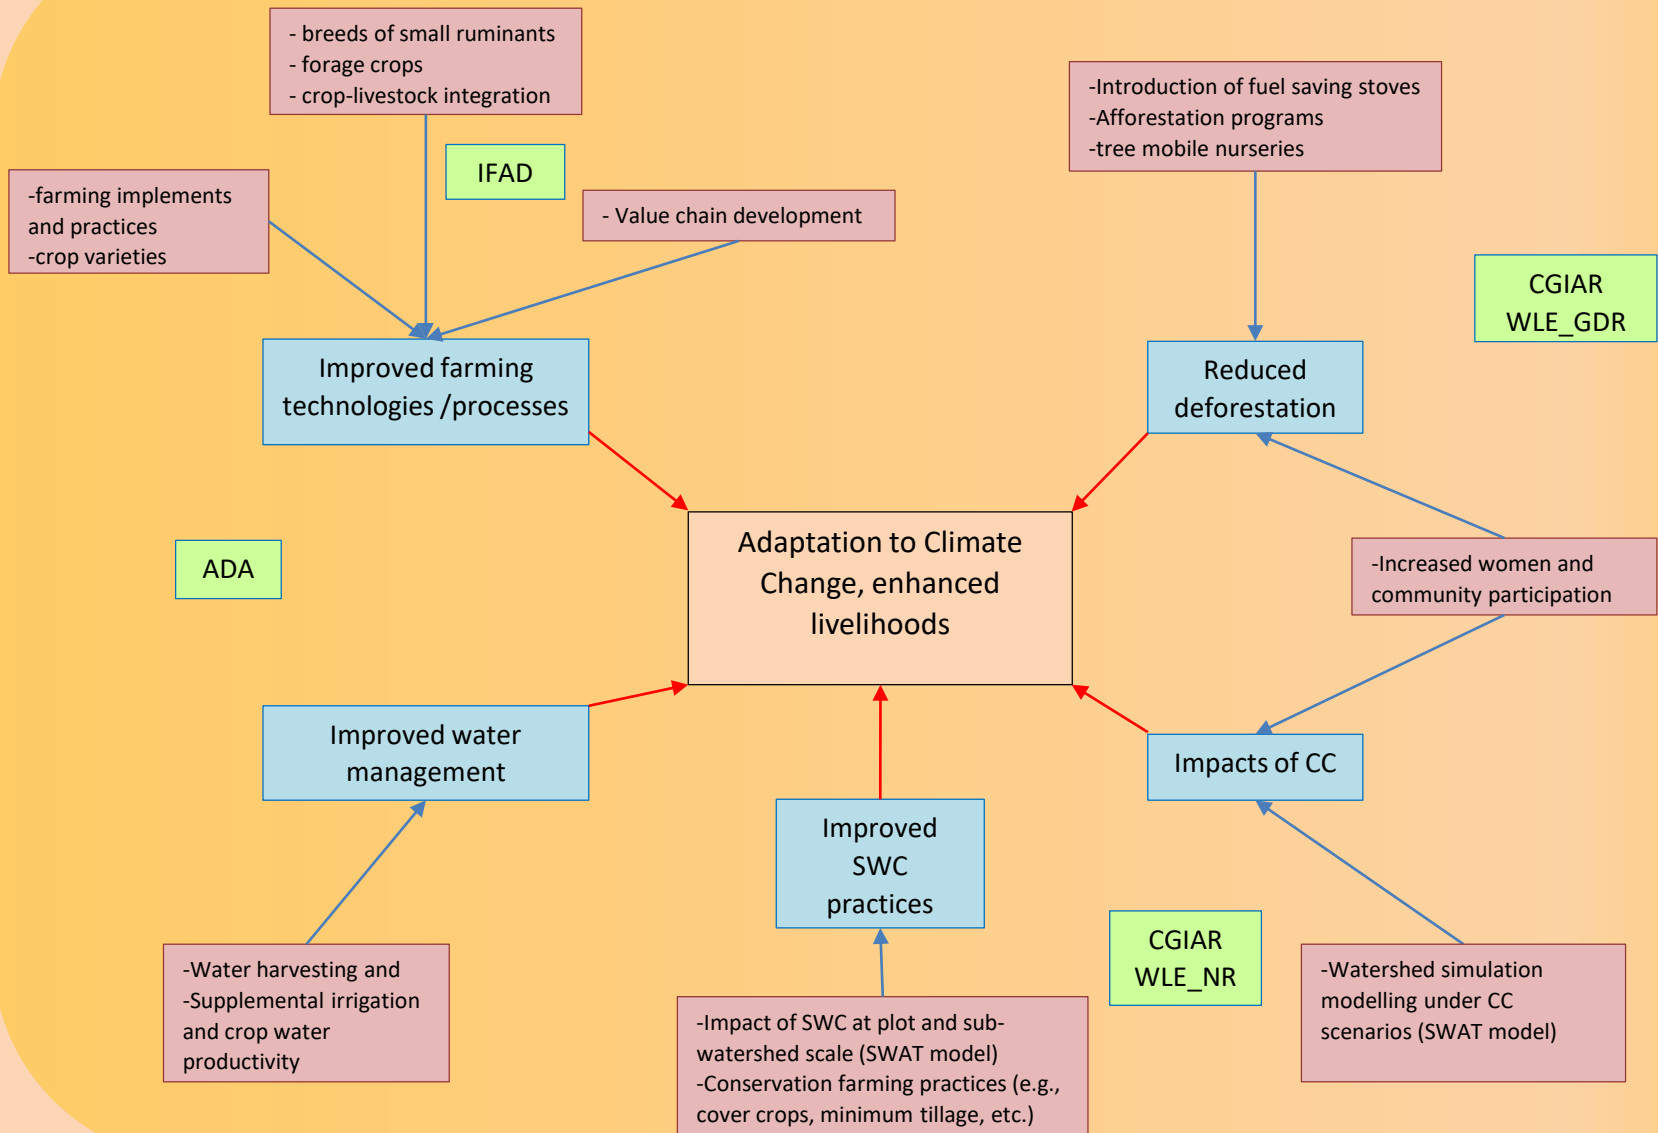 - breeds of small ruminants
- forage crops
- crop-livestock integration
-Introduction of fuel saving stoves
-Afforestation programs
-tree mobile nurseries
IFAD
-farming implements
and practices
-crop varieties
- Value chain development
CGIAR
WLE_GDR
Improved farming
technologies /processes
Reduced
deforestation
Adaptation to Climate
Change, enhanced
livelihoods
ADA
-Increased women and
community participation
Improved water
management
Impacts of CC
Improved
SWC
practices
CGIAR
WLE_NR
-Water harvesting and
-Supplemental irrigation
and crop water
productivity
-Impact of SWC at plot and sub-
watershed scale (SWAT model)
-Conservation farming practices (e.g.,
cover crops, minimum tillage, etc.)
-Watershed simulation
modelling under CC
scenarios (SWAT model)